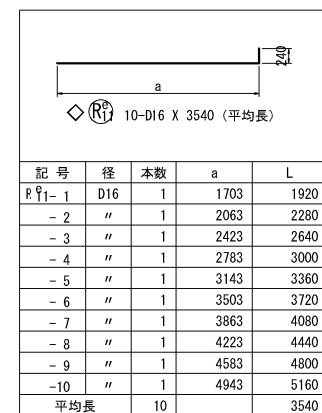 240
a
◇ R e 11 10-D16 X 3540 (平均長)
記 号 径 本数 a L
R e 11- 1 D16 1 1703 1920
- 2 〃 1 2063 2280
- 3 〃 1 2423 2640
- 4 〃 1 2783 3000
- 5 〃 1 3143 3360
- 6 〃 1 3503 3720
- 7 〃 1 3863 4080
- 8 〃 1 4223 4440
- 9 〃 1 4583 4800
-10 〃 1 4943 5160
平均長 10 3540